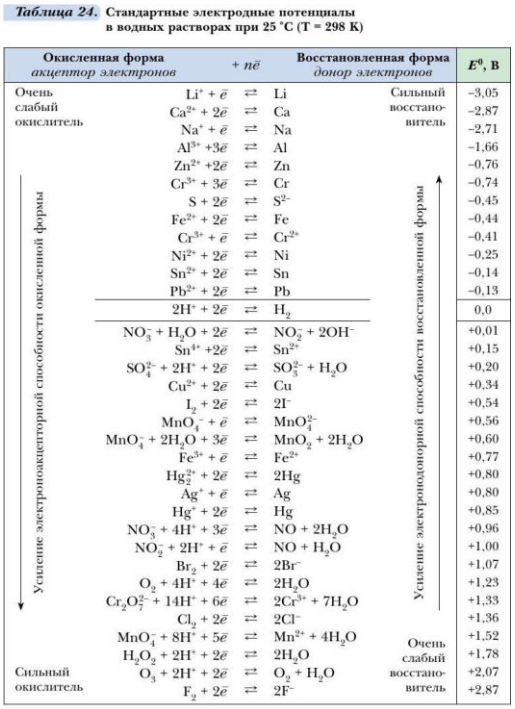 Таблица 24. Стандартные электродные потенциалы
в водных растворах при 25 °С (T = 298 K)
Окисленная форма + nē Восстановленная форма E⁰, В
акцептор электронов донор электронов
Очень слабый окислитель
Сильный восстановитель
Li⁺ + ē ⇄ Li −3,05
Ca²⁺ + 2ē ⇄ Ca −2,87
Na⁺ + ē ⇄ Na −2,71
Al³⁺ +3ē ⇄ Al −1,66
Zn²⁺ +2ē ⇄ Zn −0,76
Cr³⁺ + 3ē ⇄ Cr −0,74
S + 2ē ⇄ S²⁻ −0,45
Fe²⁺ + 2ē ⇄ Fe −0,44
Cr³⁺ + ē ⇄ Cr²⁺ −0,41
Ni²⁺ + 2ē ⇄ Ni −0,25
Sn²⁺ + 2ē ⇄ Sn −0,14
Pb²⁺ + 2ē ⇄ Pb −0,13
2H⁺ + 2ē ⇄ H₂ 0,0
NO₃⁻ + H₂O + 2ē ⇄ NO₂⁻ + 2OH⁻ +0,01
Sn⁴⁺ +2ē ⇄ Sn²⁺ +0,15
SO₄²⁻ + 2H⁺ + 2ē ⇄ SO₃²⁻ + H₂O +0,20
Cu²⁺ + 2ē ⇄ Cu +0,34
I₂ + 2ē ⇄ 2I⁻ +0,54
MnO₄⁻ + ē ⇄ MnO₄²⁻ +0,56
MnO₄⁻ + 2H₂O + 3ē ⇄ MnO₂ + 2H₂O +0,60
Fe³⁺ + ē ⇄ Fe²⁺ +0,77
Hg₂²⁺ + 2ē ⇄ 2Hg +0,80
Ag⁺ + ē ⇄ Ag +0,80
Hg⁺ + 2ē ⇄ Hg +0,85
NO₃⁻ + 4H⁺ + 3ē ⇄ NO + 2H₂O +0,96
NO₂⁻ + 2H⁺ + ē ⇄ NO + H₂O +1,00
Br₂ + 2ē ⇄ 2Br⁻ +1,07
O₂ + 4H⁺ + 4ē ⇄ 2H₂O +1,23
Cr₂O₇²⁻ + 14H⁺ + 6ē ⇄ 2Cr³⁺ + 7H₂O +1,33
Cl₂ + 2ē ⇄ 2Cl⁻ +1,36
MnO₄⁻ + 8H⁺ + 5ē ⇄ Mn²⁺ + 4H₂O +1,52
H₂O₂ + 2H⁺ + 2ē ⇄ 2H₂O +1,78
O₃ + 2H⁺ + 2ē ⇄ O₂ + H₂O +2,07
F₂ + 2ē ⇄ 2F⁻ +2,87
Усиление электроноакцепторной способности окисленной формы
Усиление электронодонорной способности восстановленной формы
Сильный окислитель
Очень слабый восстановитель